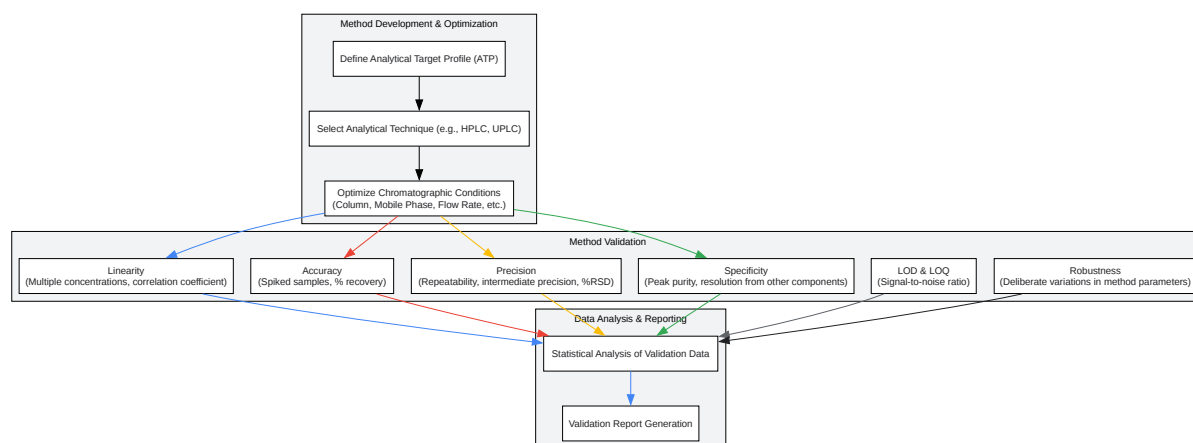 Method Development & Optimization
Define Analytical Target Profile (ATP)
Select Analytical Technique (e.g., HPLC, UPLC)
Optimize Chromatographic Conditions
(Column, Mobile Phase, Flow Rate, etc.)
Method Validation
Linearity
(Multiple concentrations, correlation coefficient)
Accuracy
(Spiked samples, % recovery)
Precision
(Repeatability, intermediate precision, %RSD)
Specificity
(Peak purity, resolution from other components)
LOD & LOQ
(Signal-to-noise ratio)
Robustness
(Deliberate variations in method parameters)
Data Analysis & Reporting
Statistical Analysis of Validation Data
Validation Report Generation